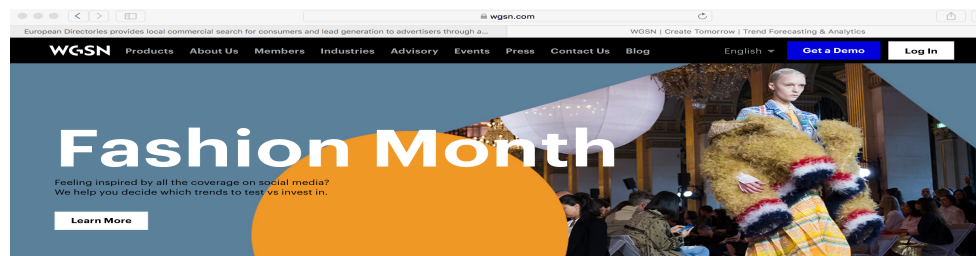 wgsn.com
European Directories provides local commercial search for consumers and lead generation to advertisers through a...
WGSN | Create Tomorrow | Trend Forecasting & Analytics
WGSN Products About Us Members Industries Advisory Events Press Contact Us Blog English Get a Demo Log In
Fashion Month
Feeling inspired by all the coverage on social media?
We help you decide which trends to test vs invest in.
Learn More